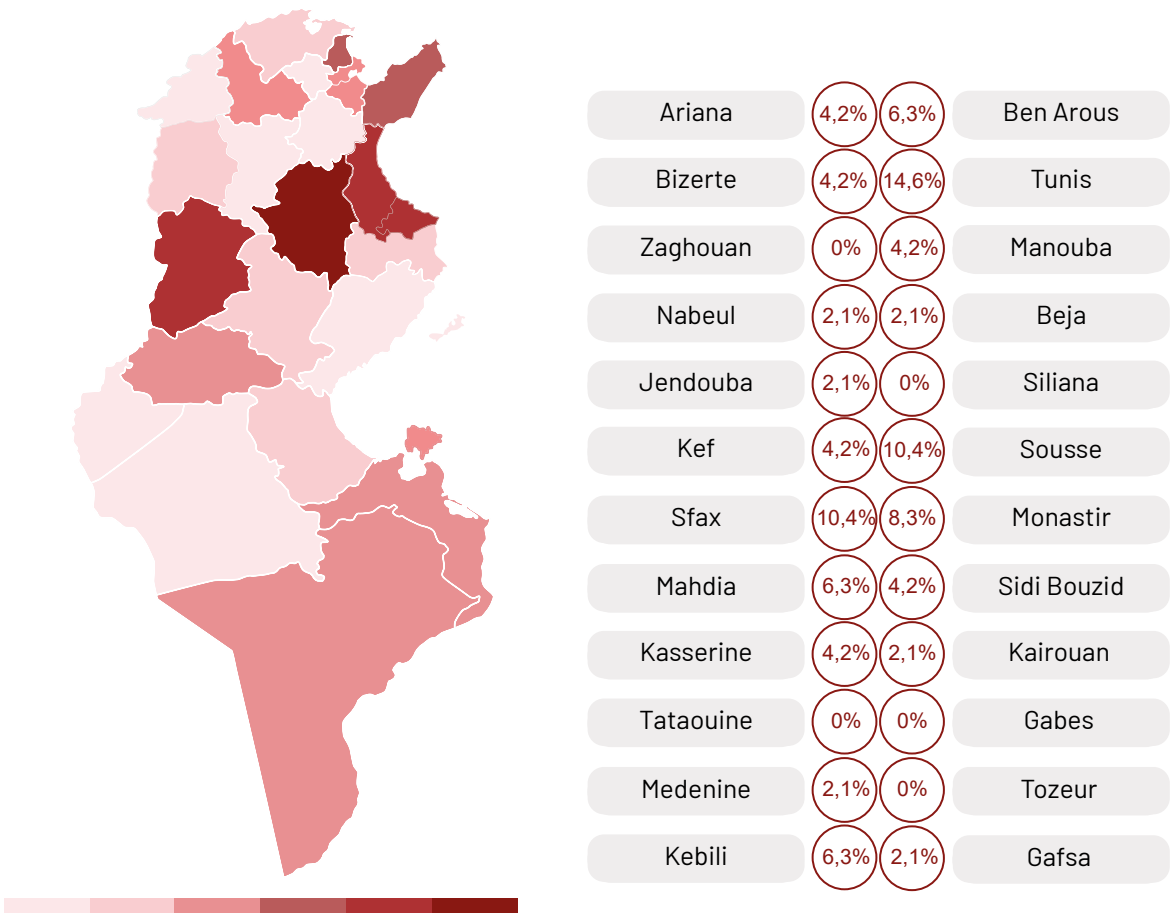 Ariana 4,2% 6,3% Ben Arous
Bizerte 4,2% 14,6% Tunis
Zaghouan 0% 4,2% Manouba
Nabeul 2,1% 2,1% Beja
Jendouba 2,1% 0% Siliana
Kef 4,2% 10,4% Sousse
Sfax 10,4% 8,3% Monastir
Mahdia 6,3% 4,2% Sidi Bouzid
Kasserine 4,2% 2,1% Kairouan
Tataouine 0% 0% Gabes
Medenine 2,1% 0% Tozeur
Kebili 6,3% 2,1% Gafsa